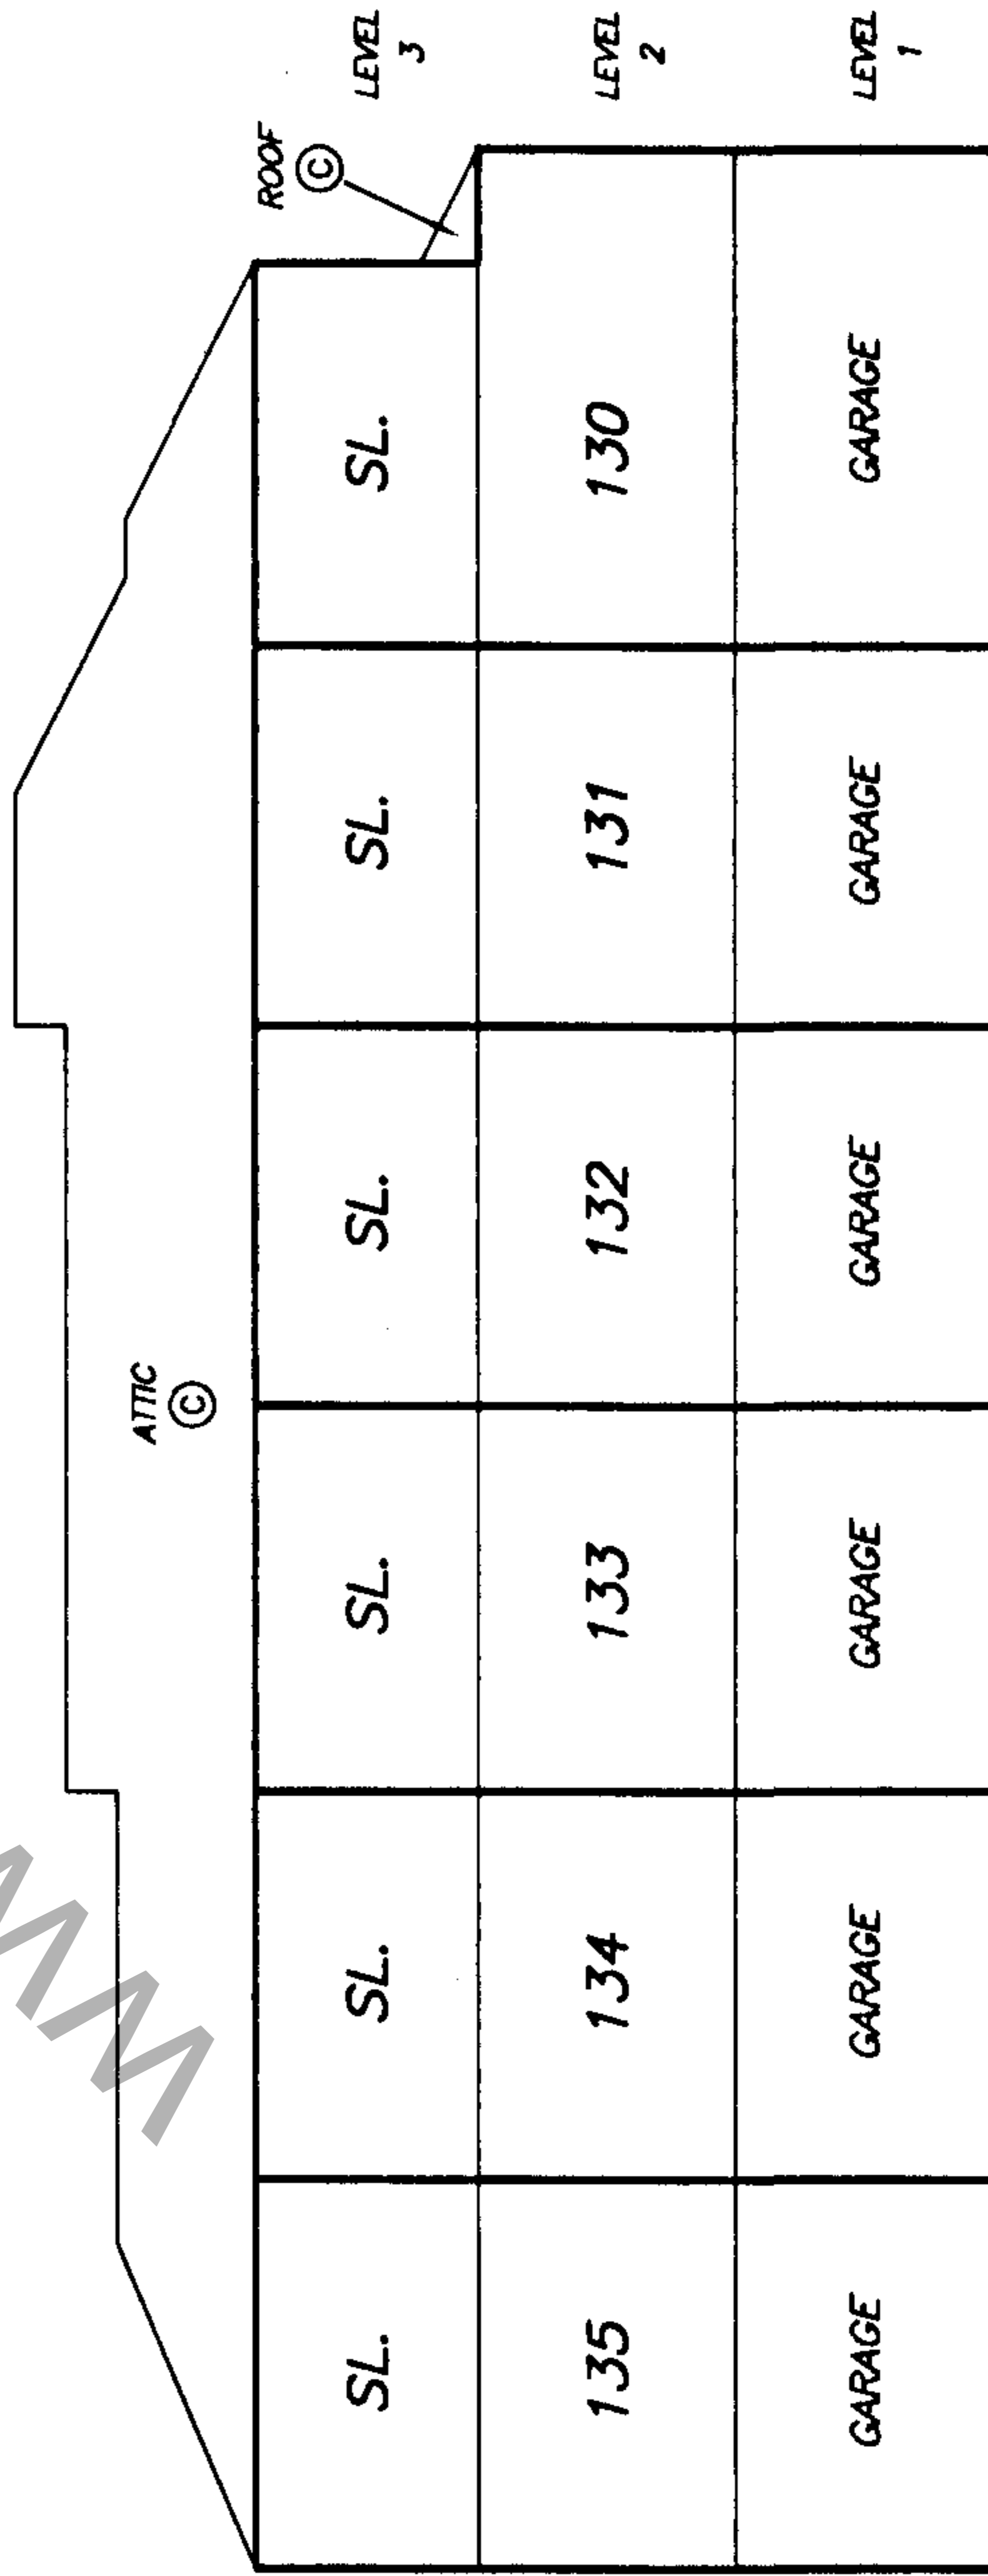 ATTIC
©
ROOF
©
SL. SL. SL. SL. SL. SL. LEVEL
3
135 134 133 132 131 130 LEVEL
2
GARAGE GARAGE GARAGE GARAGE GARAGE GARAGE LEVEL
1